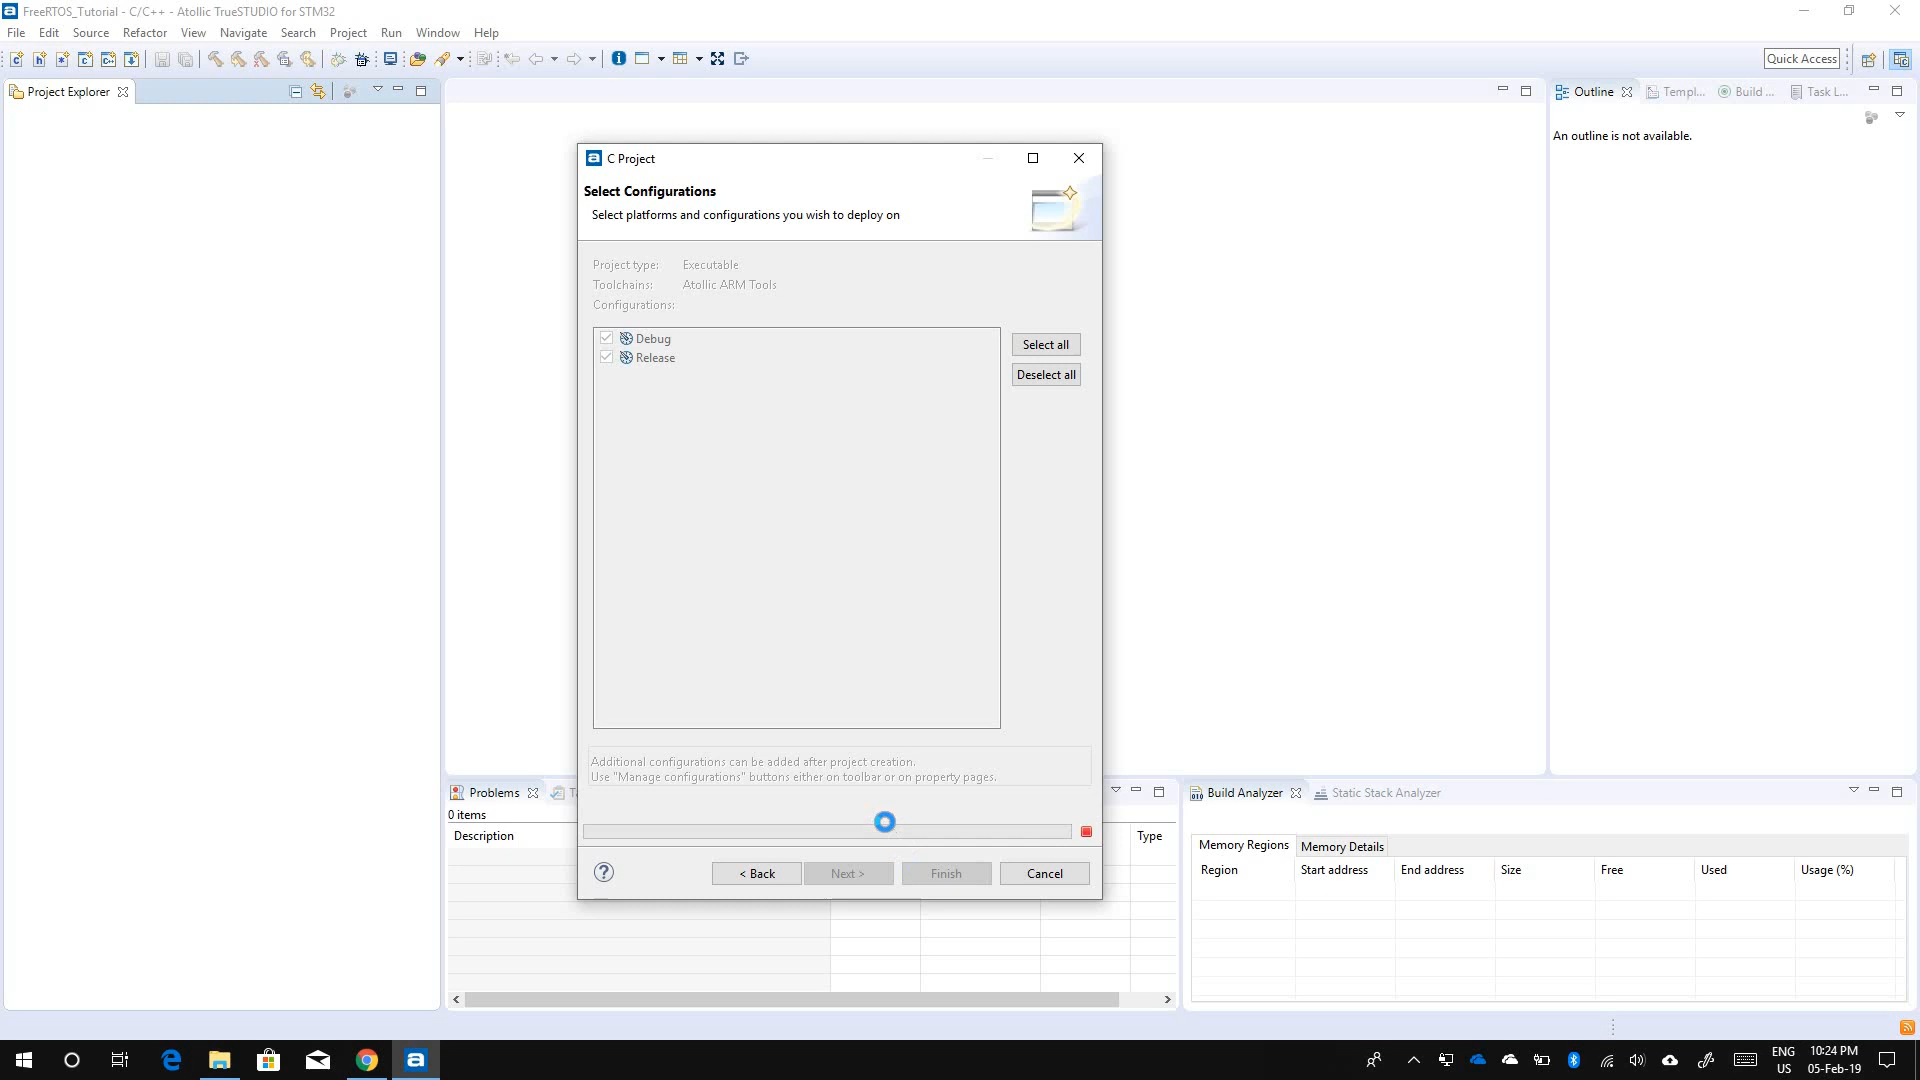 FreeRTOS_Tutorial - C/C++ - Atollic TrueSTUDIO for STM32
File Edit Source Refactor View Navigate Search Project Run Window Help
Quick Access
Project Explorer
Outline Templ... Build ... Task L...
An outline is not available.
C Project
Select Configurations
Select platforms and configurations you wish to deploy on
Project type: Executable
Toolchains: Atollic ARM Tools
Configurations:
Debug
Release
Select all
Deselect all
Additional configurations can be added after project creation.
Use "Manage configurations" buttons either on toolbar or on property pages.
< Back Next > Finish Cancel
Problems
0 items
Description Type
Build Analyzer Static Stack Analyzer
Memory Regions Memory Details
Region Start address End address Size Free Used Usage (%)
ENG
US
10:24 PM
05-Feb-19